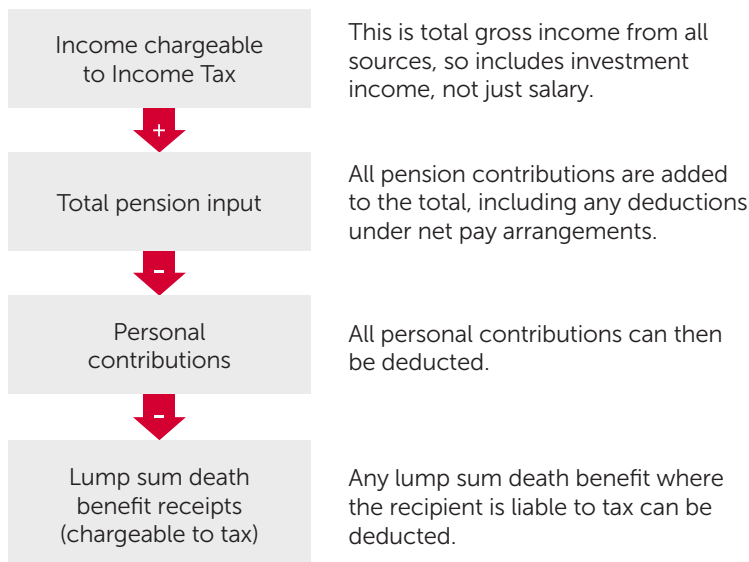 Income chargeable
to Income Tax
This is total gross income from all
sources, so includes investment
income, not just salary.
+
Total pension input
All pension contributions are added
to the total, including any deductions
under net pay arrangements.
-
Personal
contributions
All personal contributions can then
be deducted.
-
Lump sum death
benefit receipts
(chargeable to tax)
Any lump sum death benefit where
the recipient is liable to tax can be
deducted.